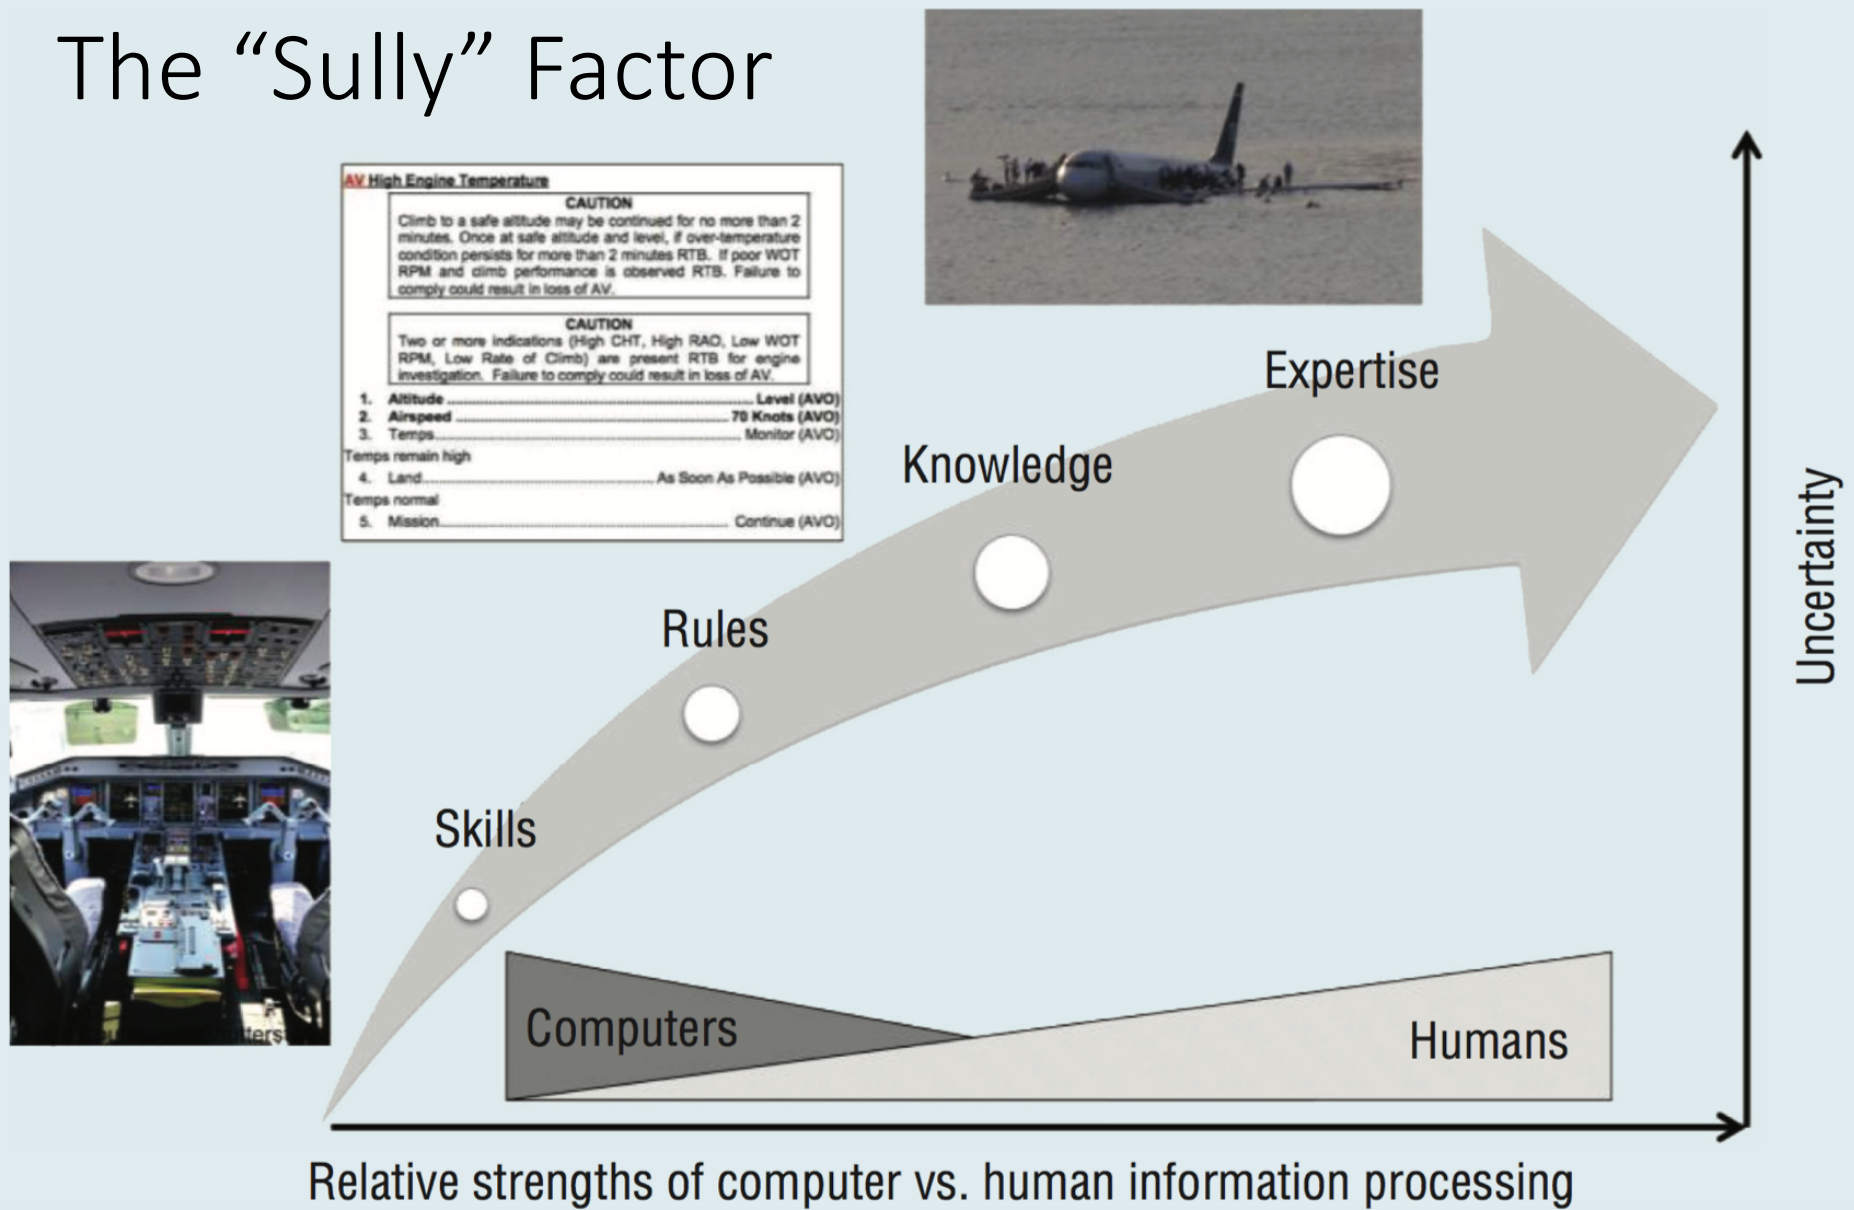 The “Sully” Factor
AV High Engine Temperature
CAUTION
Climb to a safe altitude may be continued for no more than 2
minutes. Once at safe altitude and level, if over-temperature
condition persists for more than 2 minutes RTB. If poor WOT
RPM and climb performance is observed RTB. Failure to
comply could result in loss of AV.
CAUTION
Two or more indications (High CHT, High RAD, Low WOT
RPM, Low Rate of Climb) are present RTB for engine
investigation. Failure to comply could result in loss of AV.
1. Altitude ........ Level (AVO)
2. Airspeed ........ 70 Knots (AVO)
3. Temps ........ Monitor (AVO)
Temps remain high
4. Land ........ As Soon As Possible (AVO)
Temps normal
5. Mission ........ Continue (AVO)
Expertise
Knowledge
Rules
Skills
Uncertainty
Computers
Humans
Relative strengths of computer vs. human information processing